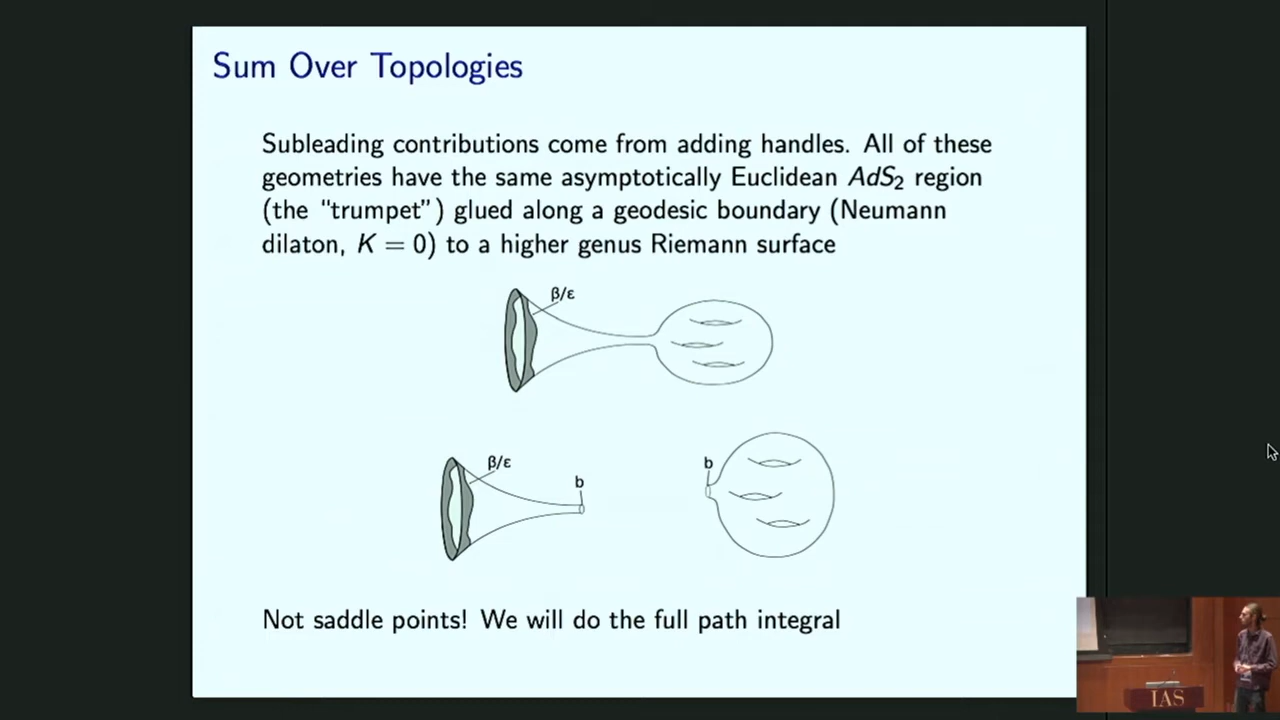 Sum Over Topologies
Subleading contributions come from adding handles. All of these
geometries have the same asymptotically Euclidean AdS₂ region
(the “trumpet”) glued along a geodesic boundary (Neumann
dilaton, K = 0) to a higher genus Riemann surface
β/ε
β/ε
b
b
Not saddle points! We will do the full path integral
IAS